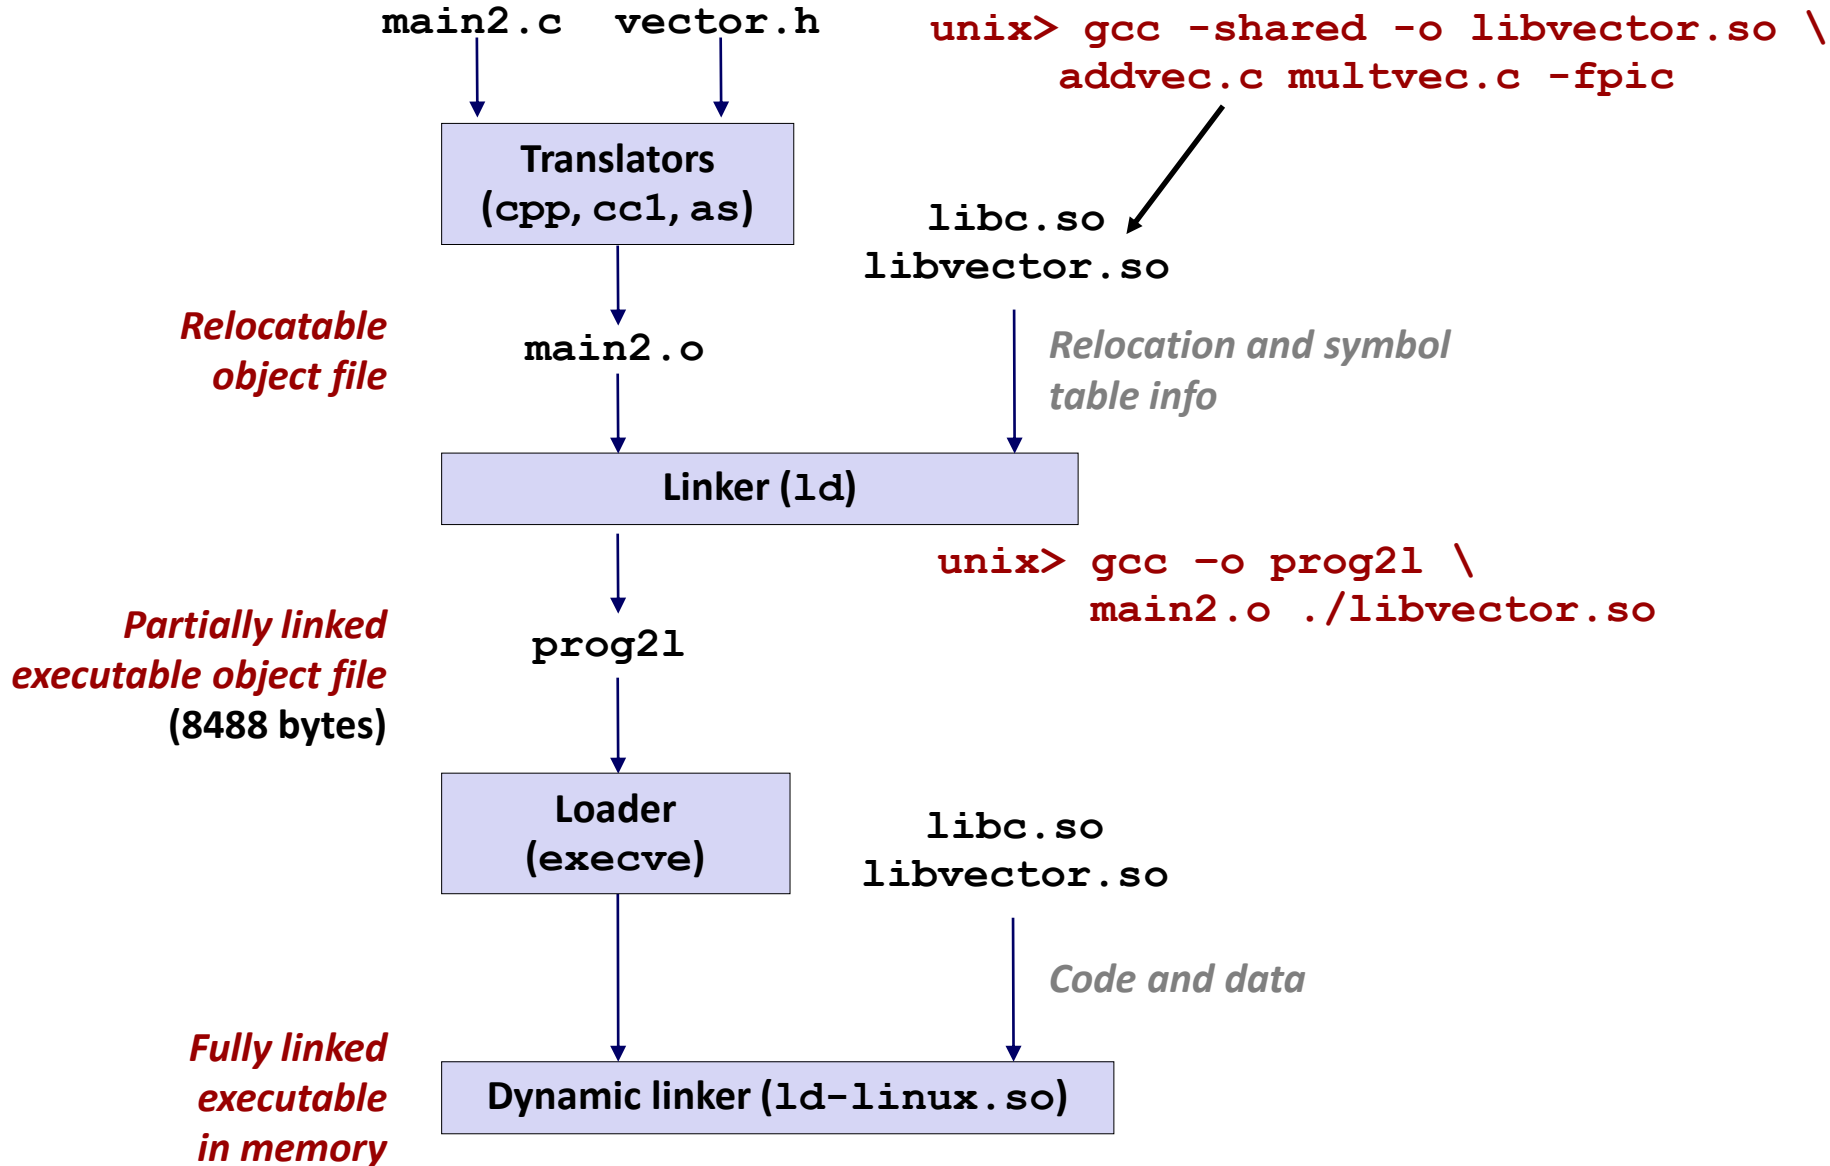 main2.c vector.h
unix> gcc -shared -o libvector.so \
addvec.c multvec.c -fpic
Translators
(cpp, cc1, as)
libc.so
libvector.so
Relocatable
object file
main2.o
Relocation and symbol
table info
Linker (ld)
unix> gcc –o prog2l \
main2.o ./libvector.so
Partially linked
executable object file
(8488 bytes)
prog2l
Loader
(execve)
libc.so
libvector.so
Code and data
Fully linked
executable
in memory
Dynamic linker (ld-linux.so)